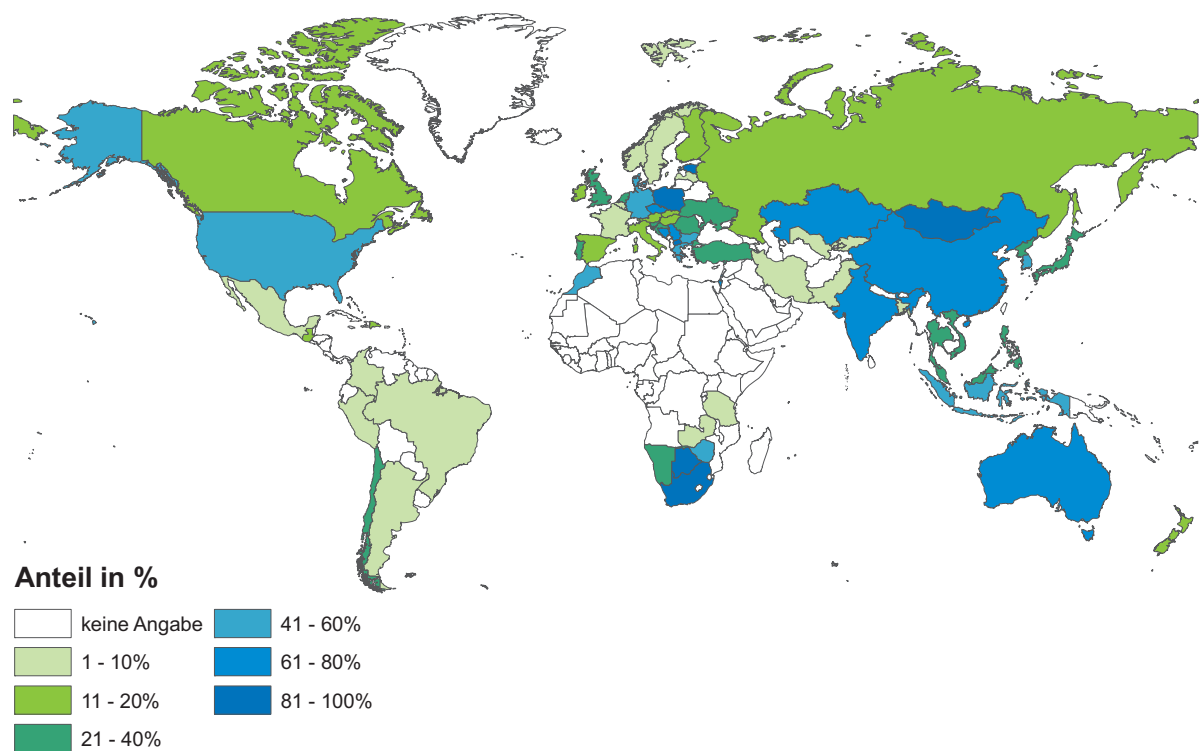 Anteil in %
keine Angabe
1 - 10%
11 - 20%
21 - 40%
41 - 60%
61 - 80%
81 - 100%